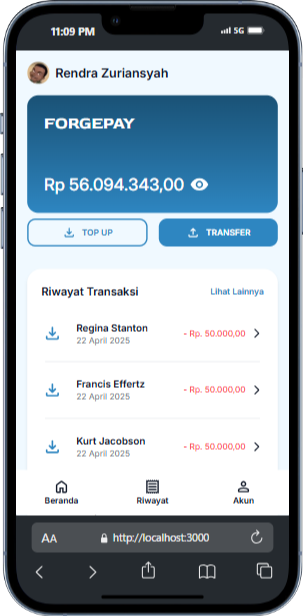 11:09 PM 5G
Rendra Zuriansyah
FORGEPAY
Rp 56.094.343,00
TOP UP TRANSFER
Riwayat Transaksi Lihat Lainnya
Regina Stanton
22 April 2025
- Rp. 50.000,00
Francis Effertz
22 April 2025
- Rp. 50.000,00
Kurt Jacobson
22 April 2025
- Rp. 50.000,00
Beranda Riwayat Akun
AA http://localhost:3000